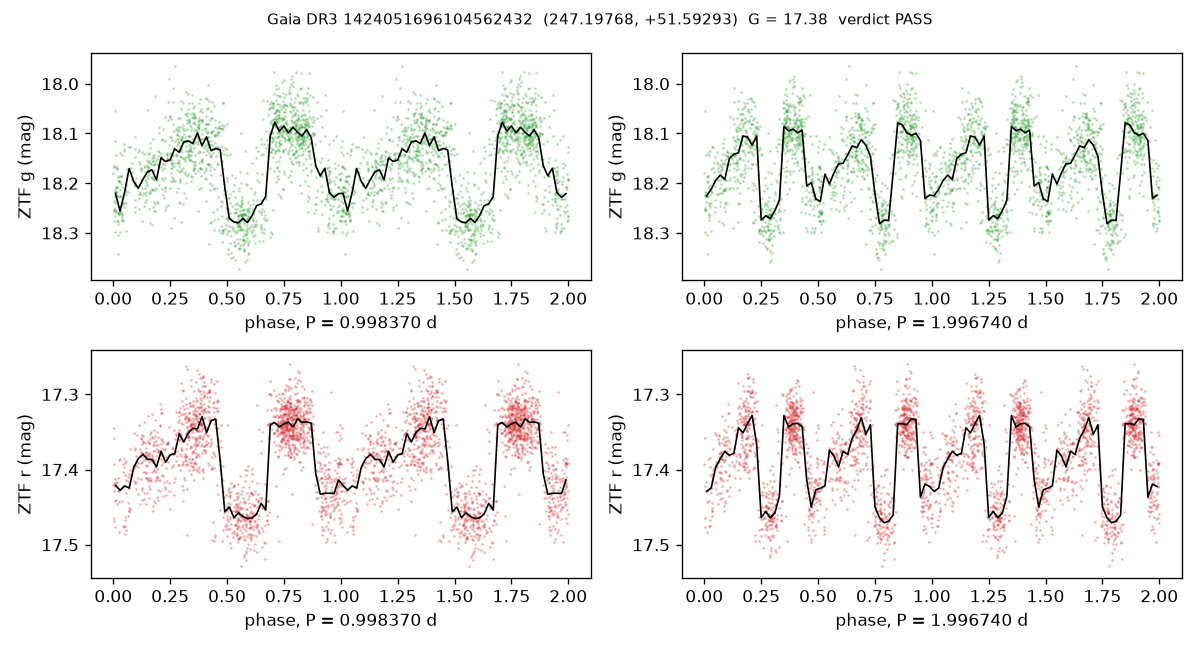 Gaia DR3 1424051696104562432 (247.19768, +51.59293) G = 17.38 verdict PASS
ZTF g (mag)
18.0
18.1
18.2
18.3
0.00 0.25 0.50 0.75 1.00 1.25 1.50 1.75 2.00
phase, P = 0.998370 d
ZTF g (mag)
18.0
18.1
18.2
18.3
0.00 0.25 0.50 0.75 1.00 1.25 1.50 1.75 2.00
phase, P = 1.996740 d
ZTF r (mag)
17.3
17.4
17.5
0.00 0.25 0.50 0.75 1.00 1.25 1.50 1.75 2.00
phase, P = 0.998370 d
ZTF r (mag)
17.3
17.4
17.5
0.00 0.25 0.50 0.75 1.00 1.25 1.50 1.75 2.00
phase, P = 1.996740 d